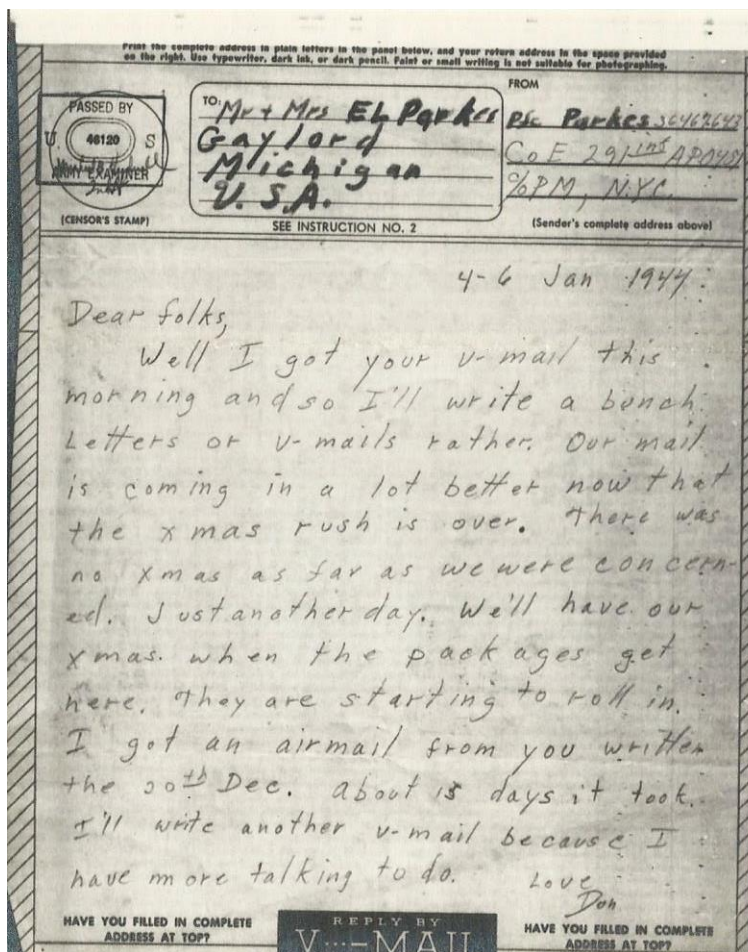 Print the complete address in plain letters in the panel below, and your return address in the space provided
on the right. Use typewriter, dark ink, or dark pencil. Faint or small writing is not suitable for photographing.
PASSED BY
U. 46120 S
ARMY EXAMINER
(CENSOR'S STAMP)
TO: Mr + Mrs EL Parkes
Gaylord
Michigan
U.S.A.
SEE INSTRUCTION NO. 2
FROM
Pfc Parkes 36467643
Co E 291 inf APO 451
% PM, N.Y.C.
(Sender's complete address above)
4-6 Jan 1944
Dear folks,
Well I got your v-mail this
morning and so I'll write a bunch
Letters or v-mails rather. Our mail
is coming in a lot better now that
the xmas rush is over. There was
no xmas as far as we were concern-
ed. Just another day. We'll have our
xmas. when the packages get
here. They are starting to roll in.
I got an airmail from you written
the 20th Dec. About 15 days it took.
I'll write another v-mail because I
have more talking to do. Love
Don
HAVE YOU FILLED IN COMPLETE
ADDRESS AT TOP?
REPLY BY
V···—MAIL
HAVE YOU FILLED IN COMPLETE
ADDRESS AT TOP?